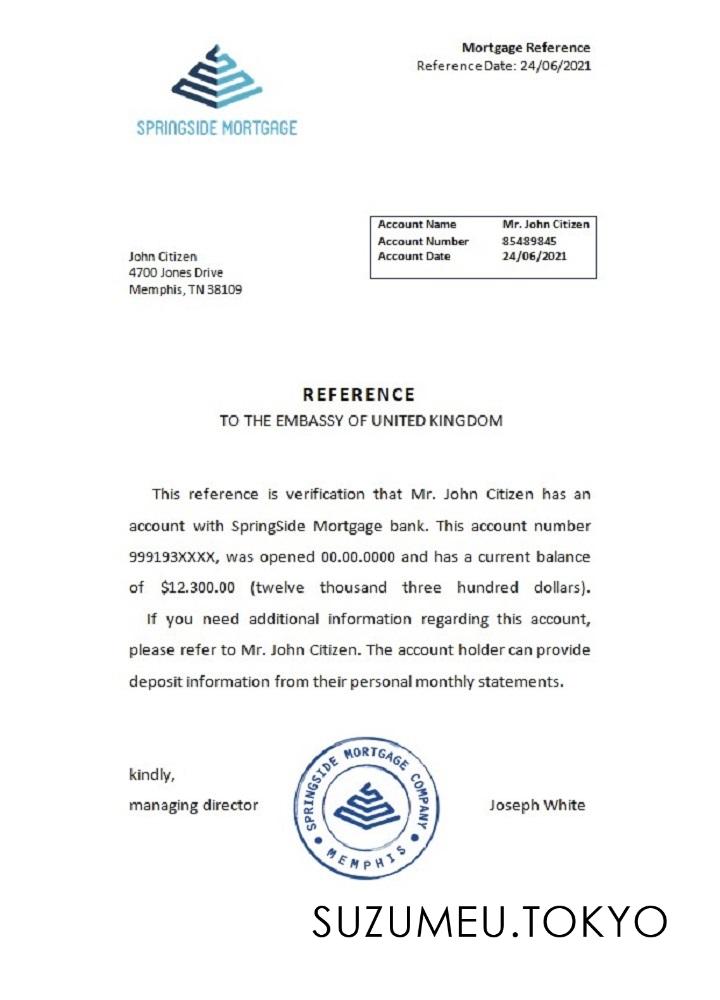 Mortgage Reference
Reference Date: 24/06/2021
SPRINGSIDE MORTGAGE
Account Name Mr. John Citizen
Account Number 85489845
Account Date 24/06/2021
John Citizen
4700 Jones Drive
Memphis, TN 38109
REFERENCE
TO THE EMBASSY OF UNITED KINGDOM
This reference is verification that Mr. John Citizen has an
account with SpringSide Mortgage bank. This account number
999193XXXX, was opened 00.00.0000 and has a current balance
of $12.300.00 (twelve thousand three hundred dollars).
If you need additional information regarding this account,
please refer to Mr. John Citizen. The account holder can provide
deposit information from their personal monthly statements.
kindly,
managing director
SPRINGSIDE MORTGAGE COMPANY
MEMPHIS
Joseph White
SUZUMEU.TOKYO